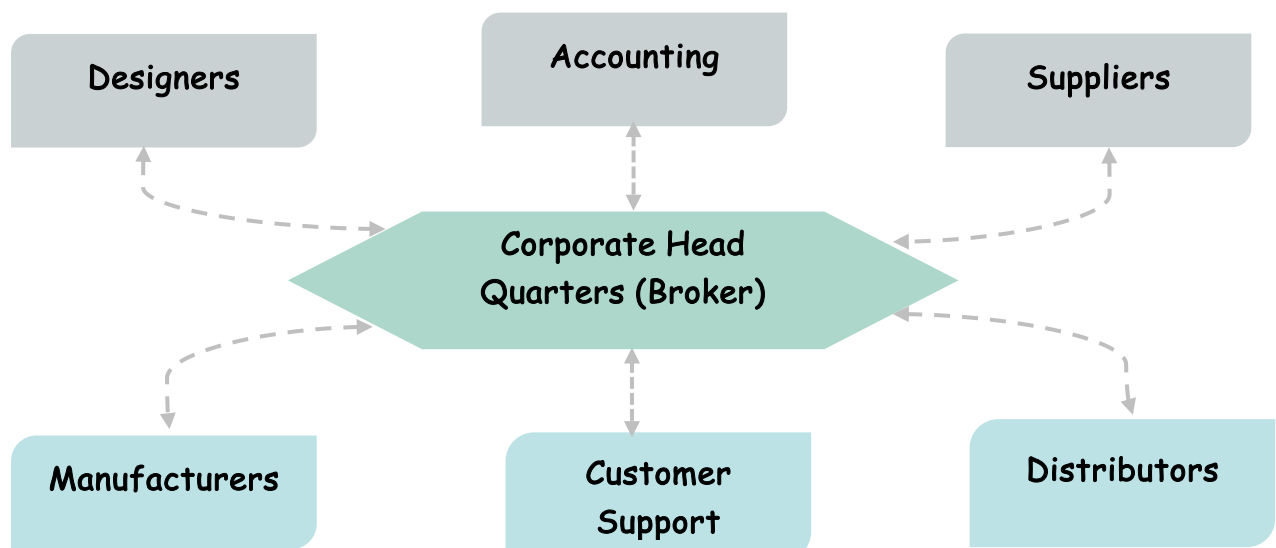 Designers
Accounting
Suppliers
Corporate Head
Quarters (Broker)
Manufacturers
Customer
Support
Distributors